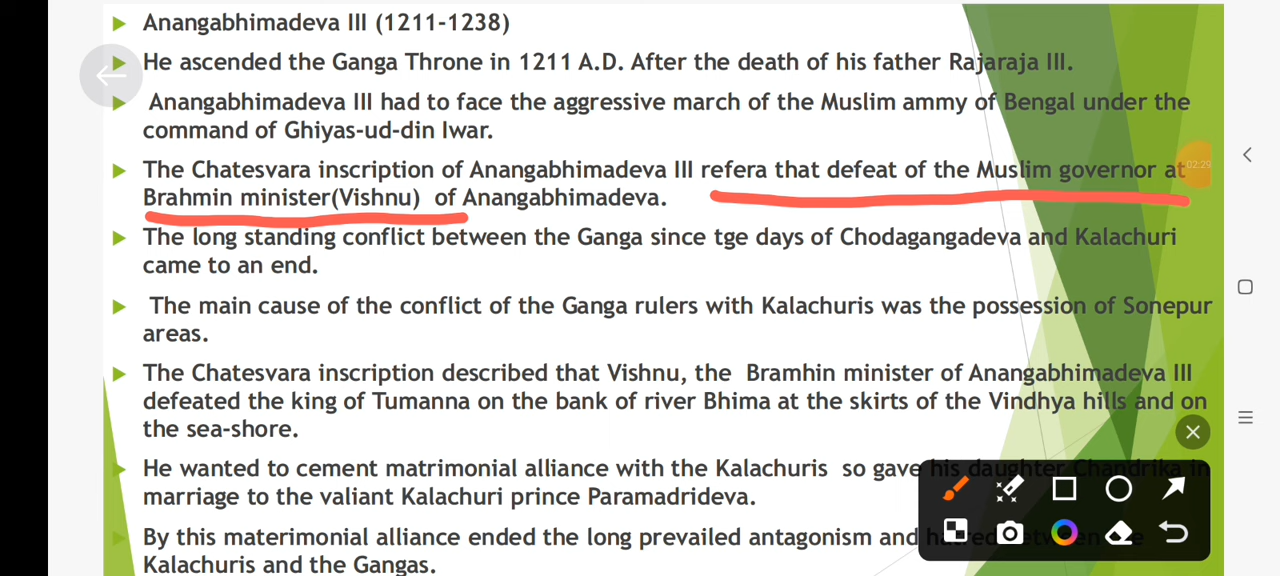 Anangabhimadeva III (1211-1238)
He ascended the Ganga Throne in 1211 A.D. After the death of his father Rajaraja III.
Anangabhimadeva III had to face the aggressive march of the Muslim ammy of Bengal under the
command of Ghiyas-ud-din Iwar.
The Chatesvara inscription of Anangabhimadeva III refera that defeat of the Muslim governor at
02:29
Brahmin minister(Vishnu) of Anangabhimadeva.
The long standing conflict between the Ganga since tge days of Chodagangadeva and Kalachuri
came to an end.
The main cause of the conflict of the Ganga rulers with Kalachuris was the possession of Sonepur
areas.
The Chatesvara inscription described that Vishnu, the Bramhin minister of Anangabhimadeva III
defeated the king of Tumanna on the bank of river Bhima at the skirts of the Vindhya hills and on
the sea-shore.
He wanted to cement matrimonial alliance with the Kalachuris so gave his daughter Chandrika in
marriage to the valiant Kalachuri prince Paramadrideva.
By this materimonial alliance ended the long prevailed antagonism and hatred between the
Kalachuris and the Gangas.